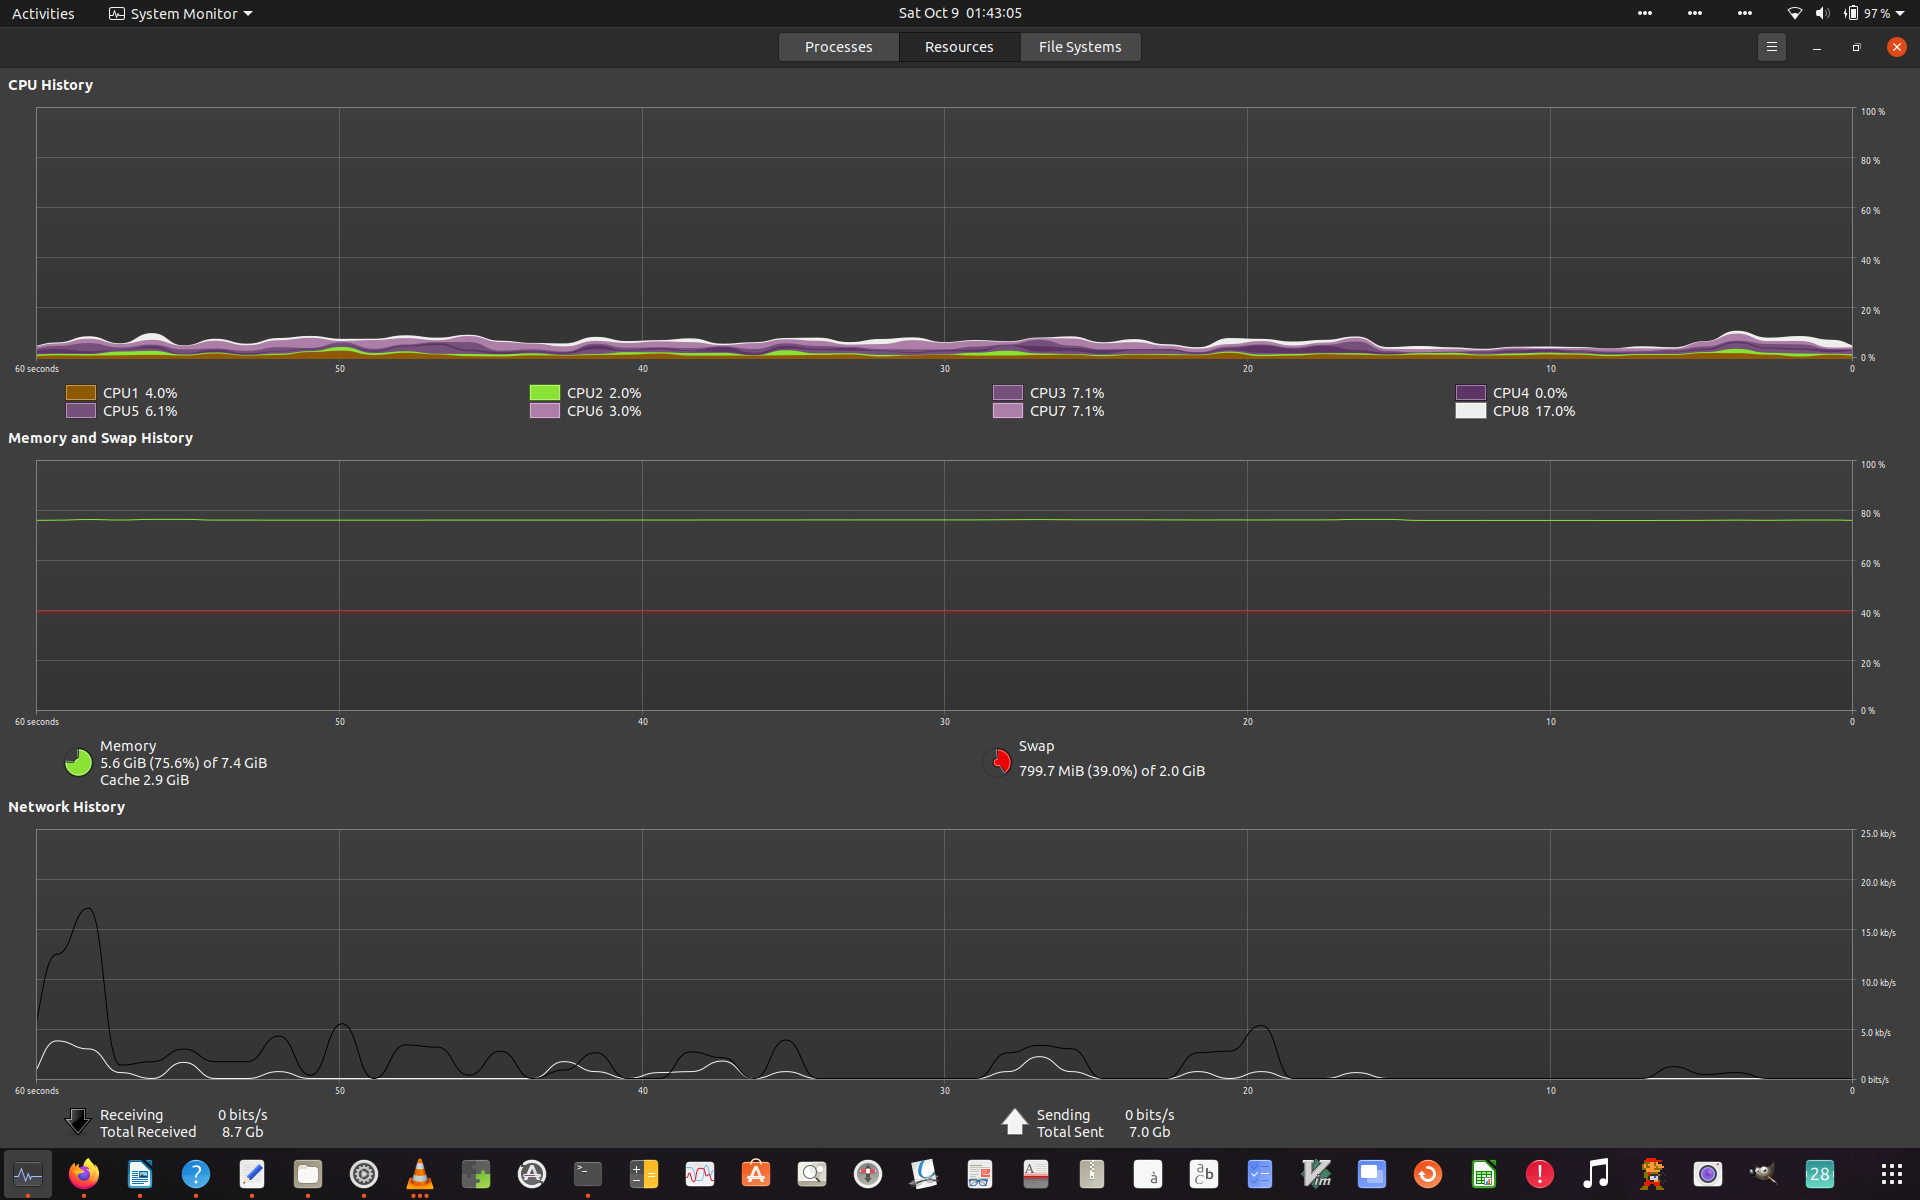 Activities System Monitor Sat Oct 9 01:43:05 97 %
Processes Resources File Systems
CPU History
100 %
80 %
60 %
40 %
20 %
0 %
60 seconds 50 40 30 20 10 0
CPU1 4.0% CPU2 2.0% CPU3 7.1% CPU4 0.0%
CPU5 6.1% CPU6 3.0% CPU7 7.1% CPU8 17.0%
Memory and Swap History
100 %
80 %
60 %
40 %
20 %
0 %
60 seconds 50 40 30 20 10 0
Memory
5.6 GiB (75.6%) of 7.4 GiB
Cache 2.9 GiB
Swap
799.7 MiB (39.0%) of 2.0 GiB
Network History
25.0 kb/s
20.0 kb/s
15.0 kb/s
10.0 kb/s
5.0 kb/s
0 bits/s
60 seconds 50 40 30 20 10 0
Receiving 0 bits/s
Total Received 8.7 Gb
Sending 0 bits/s
Total Sent 7.0 Gb
? >_ A A à ab c Vim ! 28